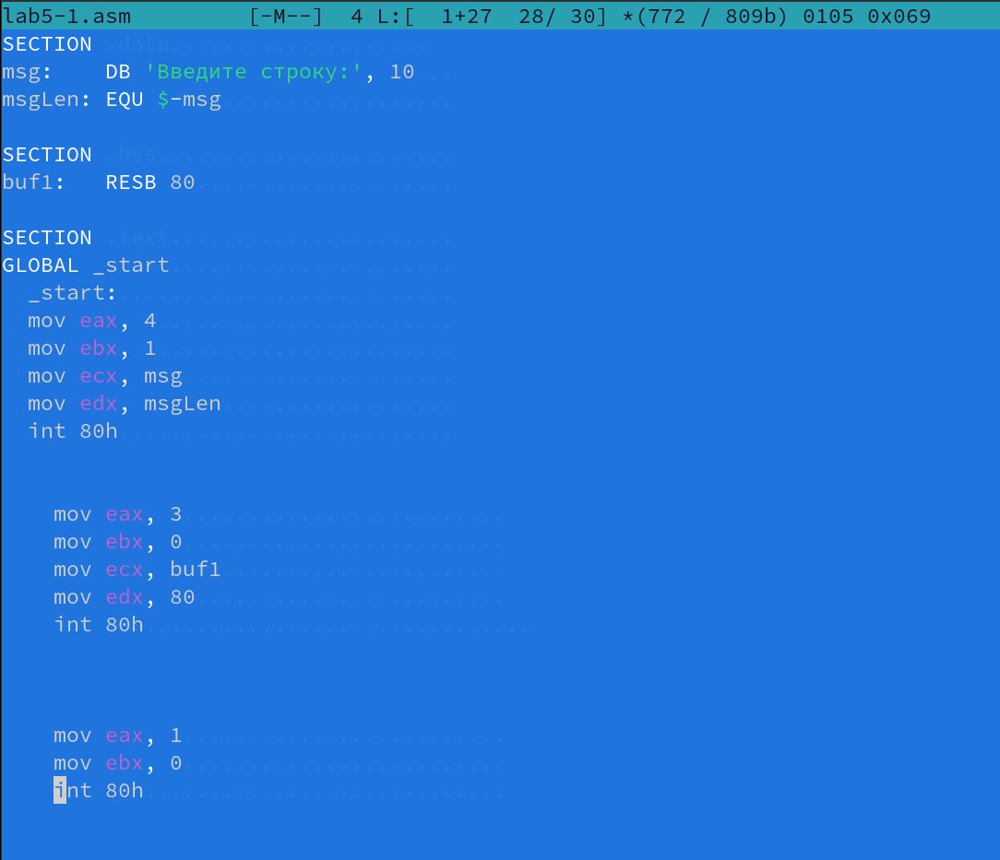 lab5-1.asm [-M--] 4 L:[ 1+27 28/ 30] *(772 / 809b) 0105 0x069
SECTION .data
msg: DB 'Введите строку:', 10
msgLen: EQU $-msg
SECTION .bss
buf1: RESB 80
SECTION .text
GLOBAL _start
_start:
mov eax, 4
mov ebx, 1
mov ecx, msg
mov edx, msgLen
int 80h
mov eax, 3
mov ebx, 0
mov ecx, buf1
mov edx, 80
int 80h
mov eax, 1
mov ebx, 0
int 80h